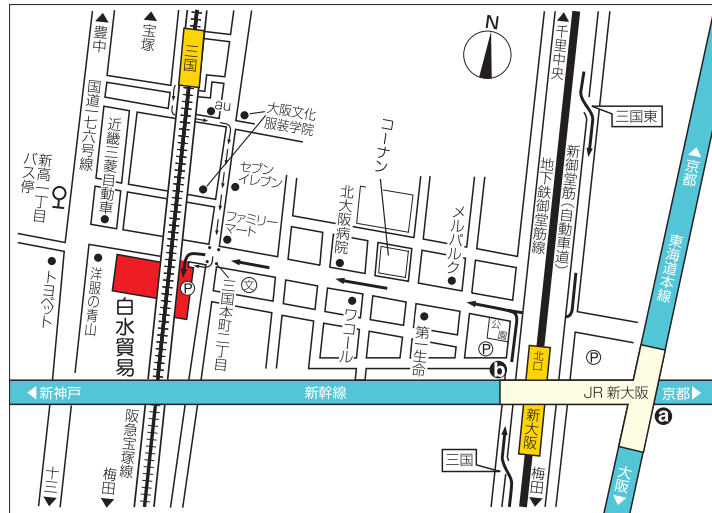 豊中
宝塚
三国
N
千里中央
三国東
au
大阪文化
服装学院
コーナン
国道一七六号線
近畿三菱自動車
新高一丁目
バス停
セブン
イレブン
ファミリー
マート
北大阪病院
メルパルク
地下鉄御堂筋線
新御堂筋(自動車道)
京都
東海道本線
トヨペット
洋服の青山
白水貿易
P
三国本町二丁目
文
ワコール
第一生命
公園
P
北口
P
b
新神戸
新幹線
JR 新大阪
京都
a
新大阪
阪急宝塚線
十三
梅田
三国
梅田
大阪